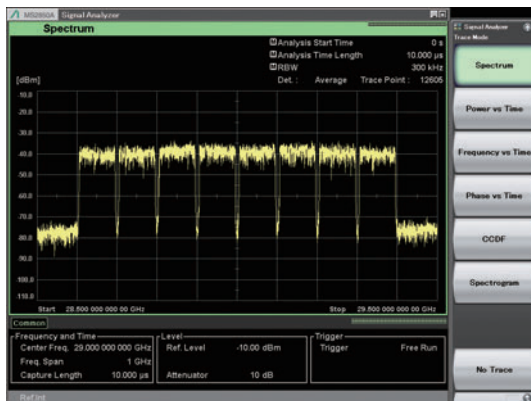 MS2850A Signal Analyzer
Spectrum
Analysis Start Time 0 s
Analysis Time Length 10.000 µs
RBW 300 kHz
Det. : Average Trace Point : 12605
[dBm]
-10.0
-20.0
-30.0
-40.0
-50.0
-60.0
-70.0
-80.0
-90.0
-100.0
-110.0
Start 28.500 000 000 00 GHz Stop 29.500 000 000 00 GHz
Common
Frequency and Time
Center Freq. 29.000 000 000 GHz
Freq. Span 1 GHz
Capture Length 10.000 µs
Level
Ref. Level -10.00 dBm
Attenuator 10 dB
Trigger
Trigger Free Run
Ref.Int
Signal Analyzer
Trace Mode
Spectrum
Power vs Time
Frequency vs Time
Phase vs Time
CCDF
Spectrogram
No Trace